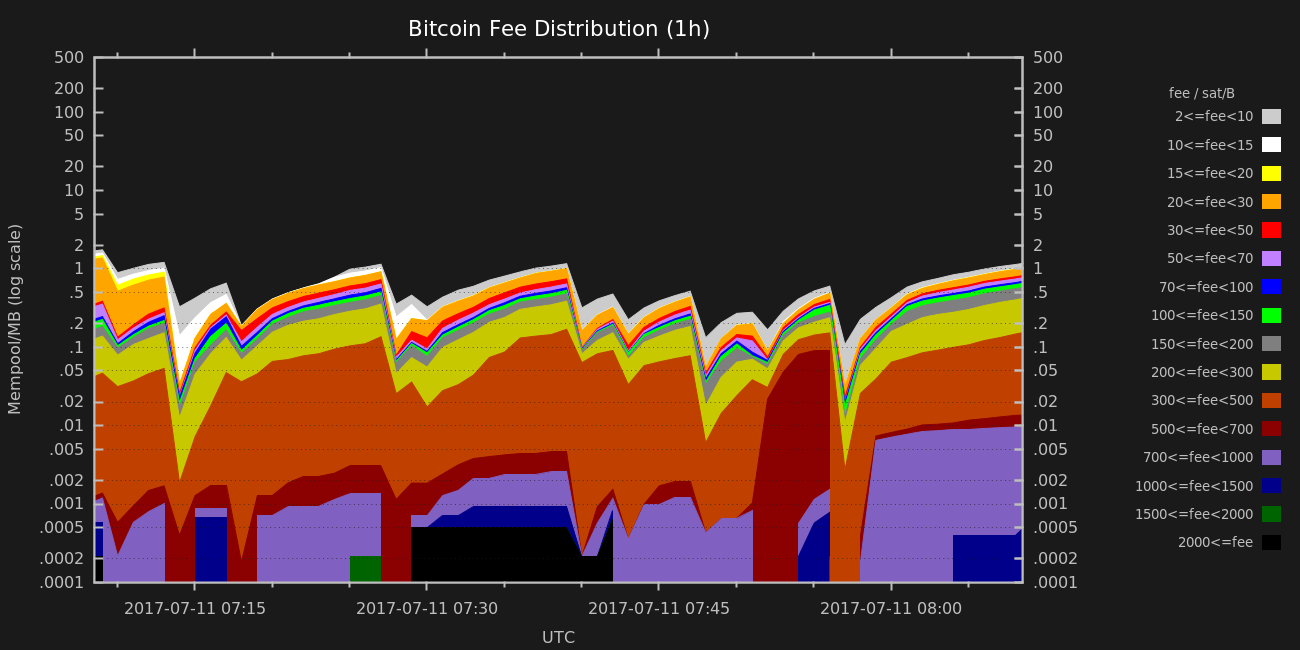 Bitcoin Fee Distribution (1h)
Mempool/MB (log scale)
500
200
100
50
20
10
5
2
1
.5
.2
.1
.05
.02
.01
.005
.002
.001
.0005
.0002
.0001
500
200
100
50
20
10
5
2
1
.5
.2
.1
.05
.02
.01
.005
.002
.001
.0005
.0002
.0001
2017-07-11 07:15
2017-07-11 07:30
2017-07-11 07:45
2017-07-11 08:00
UTC
fee / sat/B
2<=fee<10
10<=fee<15
15<=fee<20
20<=fee<30
30<=fee<50
50<=fee<70
70<=fee<100
100<=fee<150
150<=fee<200
200<=fee<300
300<=fee<500
500<=fee<700
700<=fee<1000
1000<=fee<1500
1500<=fee<2000
2000<=fee